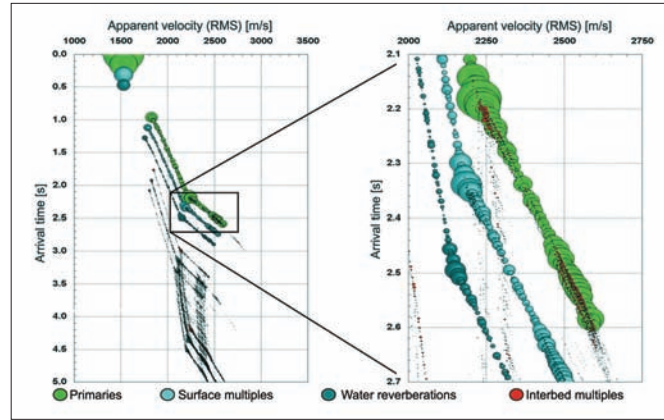 Apparent velocity (RMS) [m/s]
1000 1500 2000 2500 3000 3500
0.0
0.5
1.0
1.5
2.0
2.5
3.0
3.5
4.0
4.5
5.0
Arrival time [s]
Apparent velocity (RMS) [m/s]
2000 2250 2500 2750
2.1
2.2
2.3
2.4
2.5
2.6
2.7
Arrival time [s]
Primaries Surface multiples Water reverberations Interbed multiples